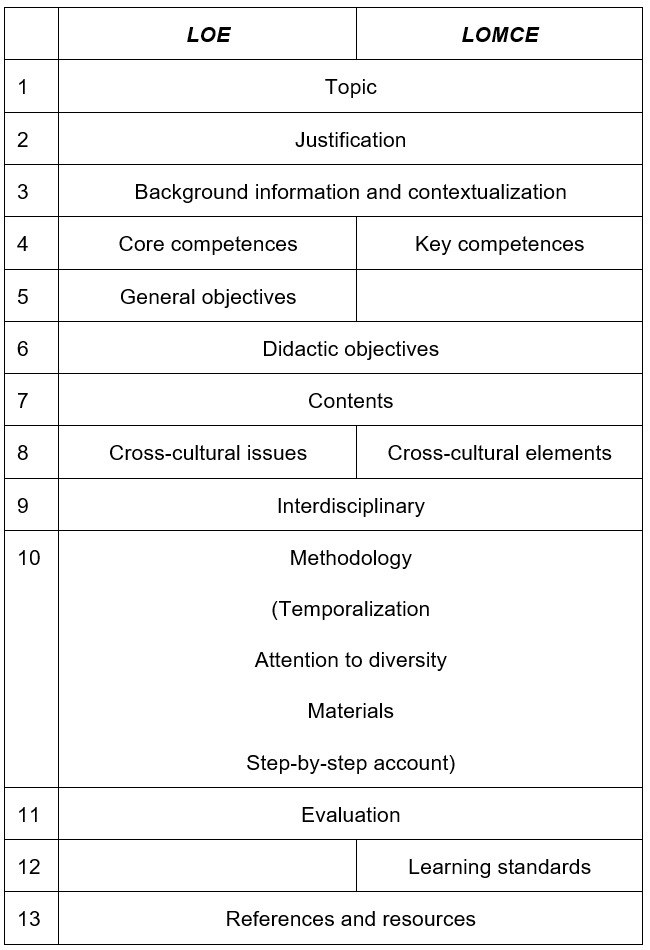 LOE LOMCE
1 Topic
2 Justification
3 Background information and contextualization
4 Core competences Key competences
5 General objectives
6 Didactic objectives
7 Contents
8 Cross-cultural issues Cross-cultural elements
9 Interdisciplinary
10 Methodology
(Temporalization
Attention to diversity
Materials
Step-by-step account)
11 Evaluation
12 Learning standards
13 References and resources